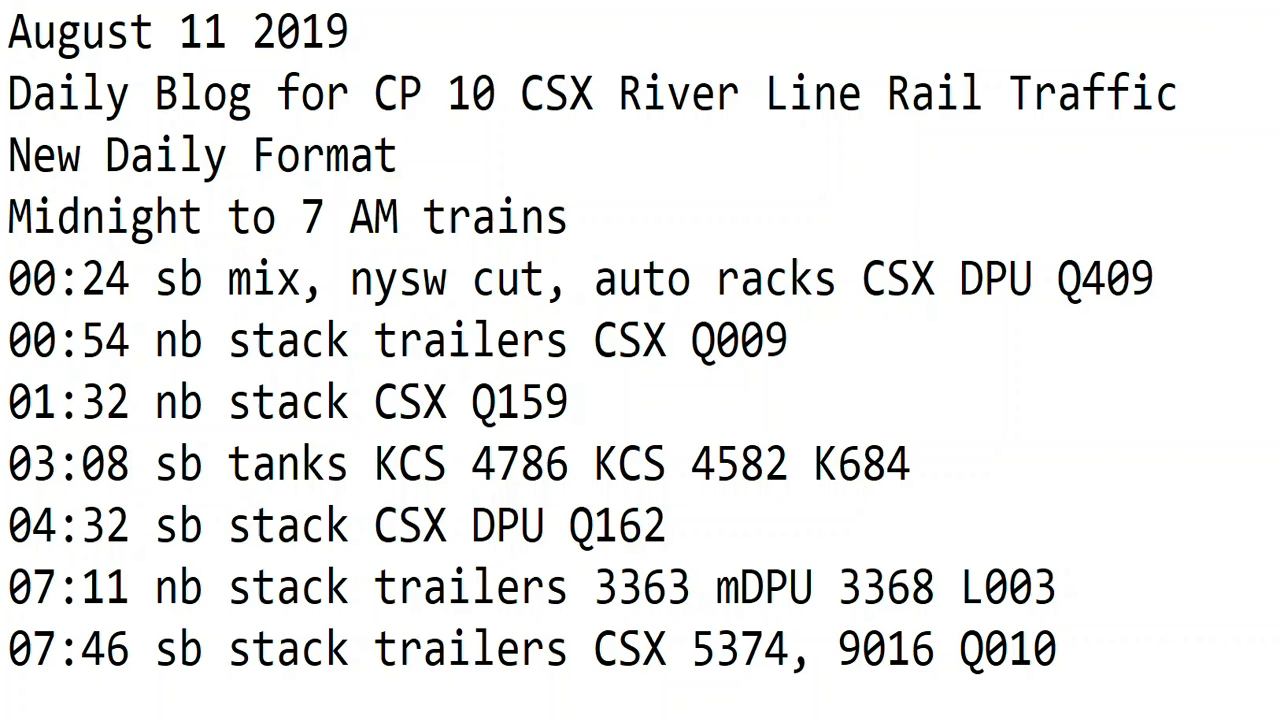 August 11 2019
Daily Blog for CP 10 CSX River Line Rail Traffic
New Daily Format
Midnight to 7 AM trains
00:24 sb mix, nysw cut, auto racks CSX DPU Q409
00:54 nb stack trailers CSX Q009
01:32 nb stack CSX Q159
03:08 sb tanks KCS 4786 KCS 4582 K684
04:32 sb stack CSX DPU Q162
07:11 nb stack trailers 3363 mDPU 3368 L003
07:46 sb stack trailers CSX 5374, 9016 Q010